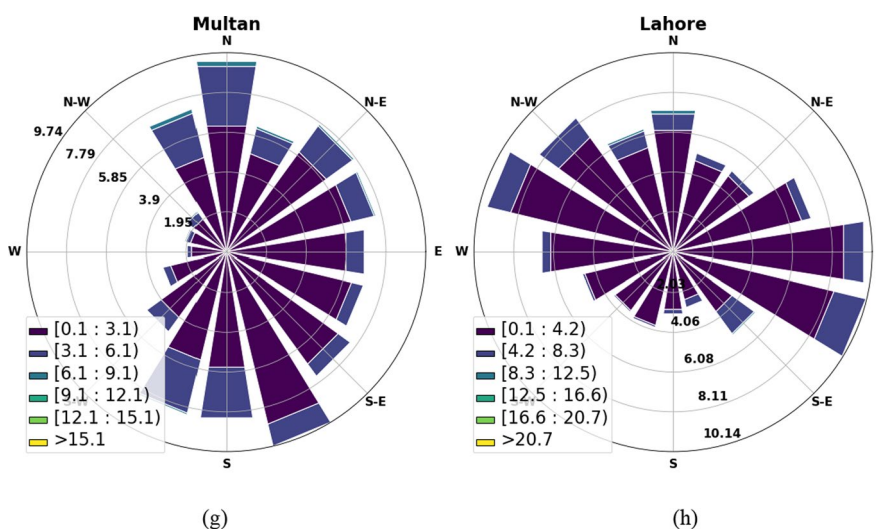 Multan
N
N-W
N-E
9.74
7.79
5.85
3.9
1.95
W
E
[0.1 : 3.1)
[3.1 : 6.1)
[6.1 : 9.1)
[9.1 : 12.1)
[12.1 : 15.1)
>15.1
S-W
S-E
S
(g)
Lahore
N
N-W
N-E
W
2.03
4.06
6.08
8.11
10.14
[0.1 : 4.2)
[4.2 : 8.3)
[8.3 : 12.5)
[12.5 : 16.6)
[16.6 : 20.7)
>20.7
S-W
S-E
S
(h)